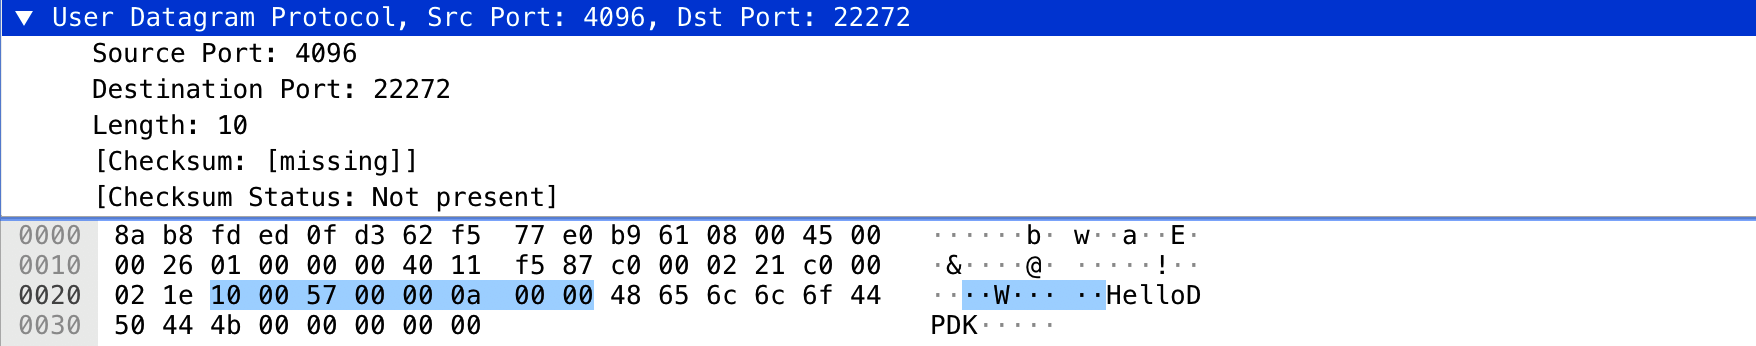 ▼ User Datagram Protocol, Src Port: 4096, Dst Port: 22272
Source Port: 4096
Destination Port: 22272
Length: 10
[Checksum: [missing]]
[Checksum Status: Not present]
0000 8a b8 fd ed 0f d3 62 f5 77 e0 b9 61 08 00 45 00 ······b· w··a··E·
0010 00 26 01 00 00 00 40 11 f5 87 c0 00 02 21 c0 00 ·&····@· ·····!··
0020 02 1e 10 00 57 00 00 0a 00 00 48 65 6c 6c 6f 44 ····W··· ··HelloD
0030 50 44 4b 00 00 00 00 00 PDK·····